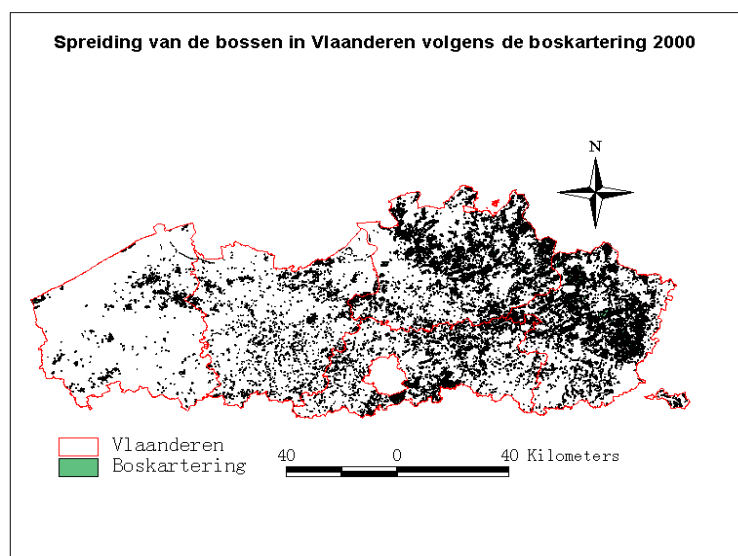 Spreiding van de bossen in Vlaanderen volgens de boskartering 2000
N
Vlaanderen
Boskartering
40 0 40 Kilometers